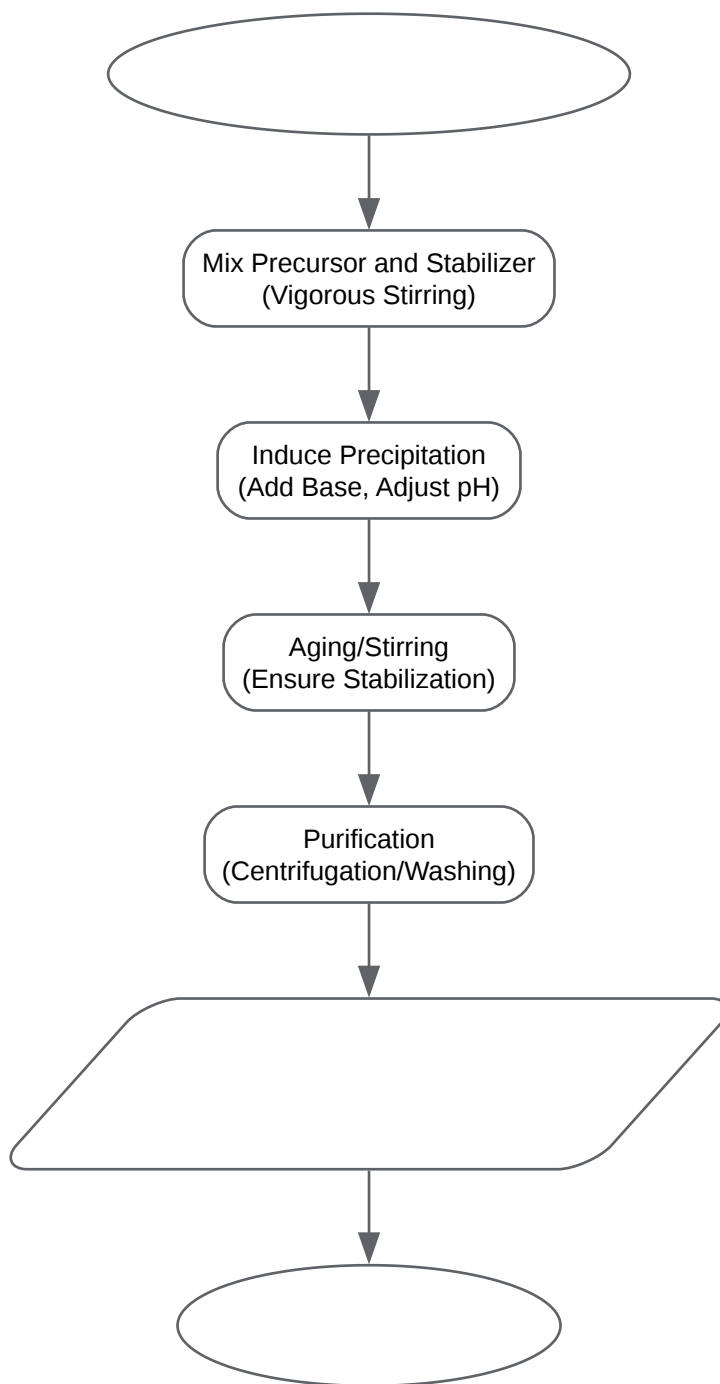 Mix Precursor and Stabilizer
(Vigorous Stirring)
Induce Precipitation
(Add Base, Adjust pH)
Aging/Stirring
(Ensure Stabilization)
Purification
(Centrifugation/Washing)